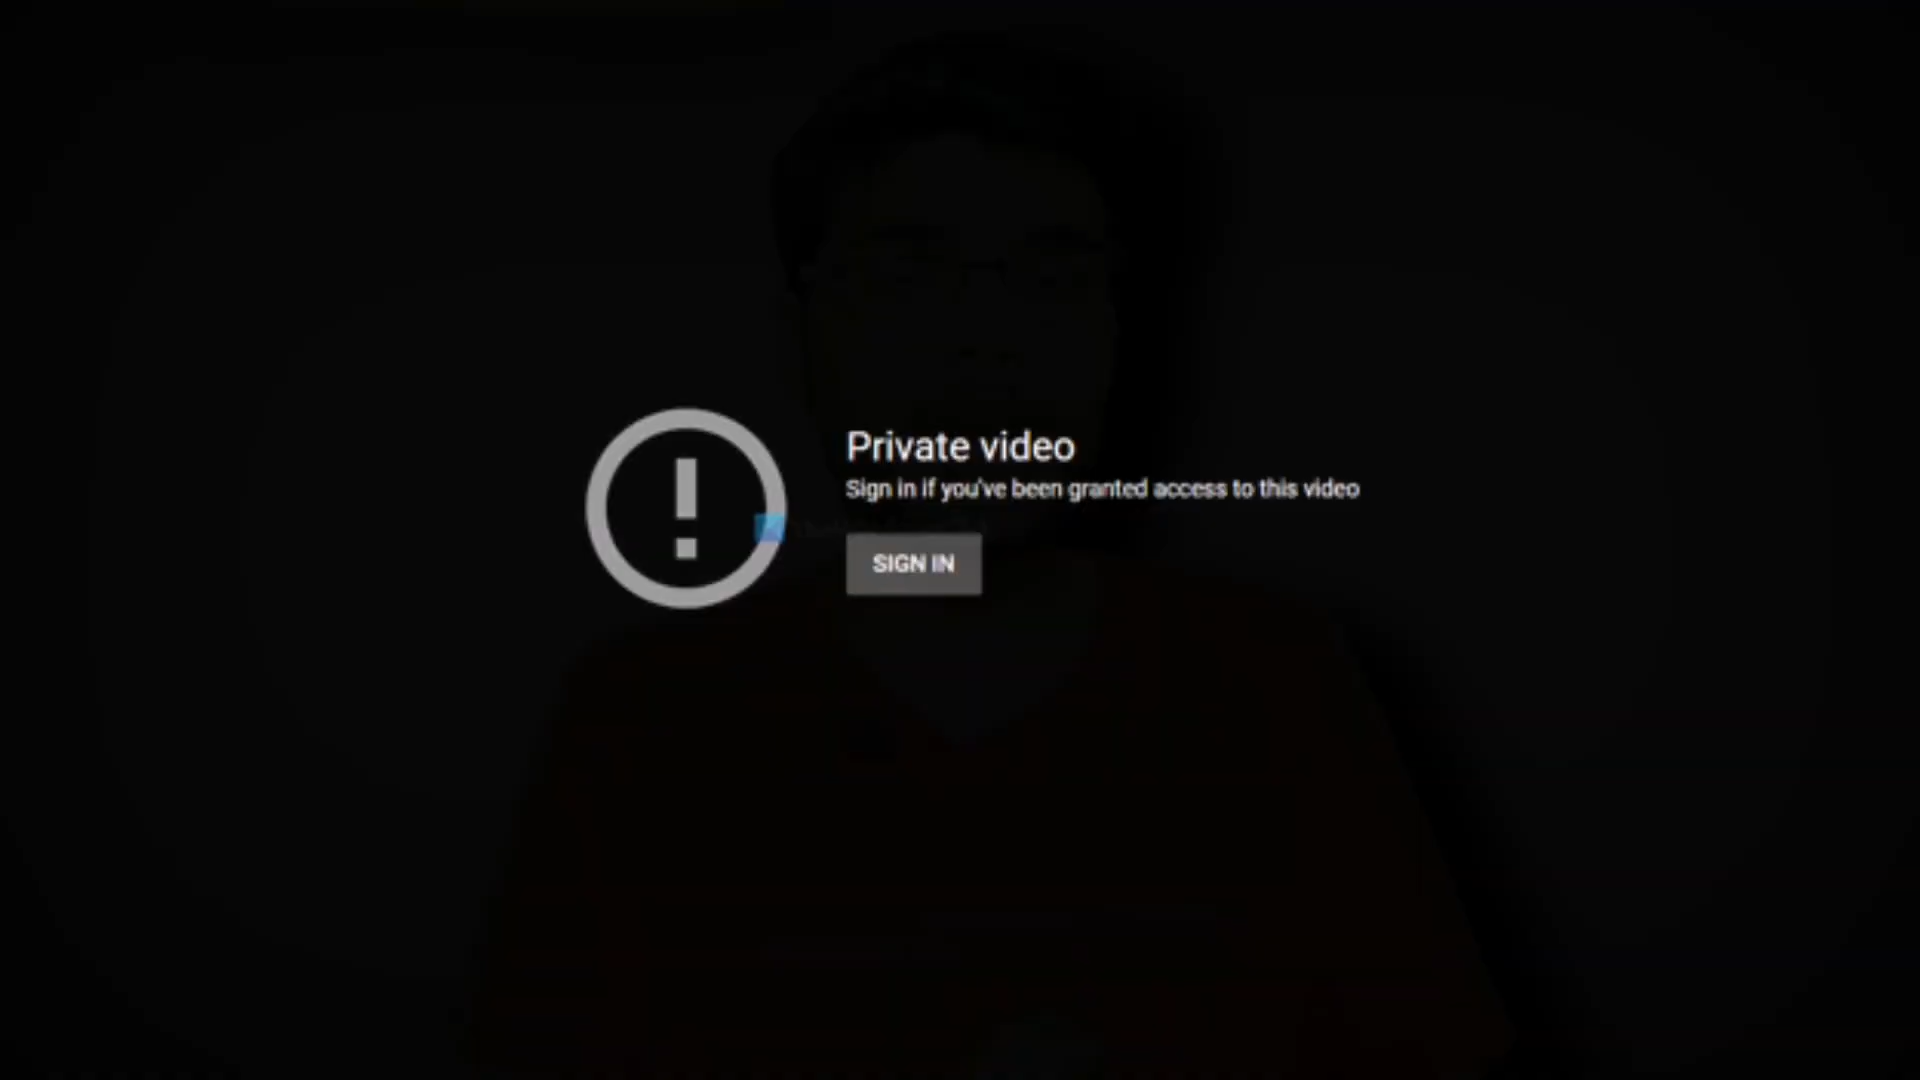 Private video
Sign in if you've been granted access to this video
SIGN IN